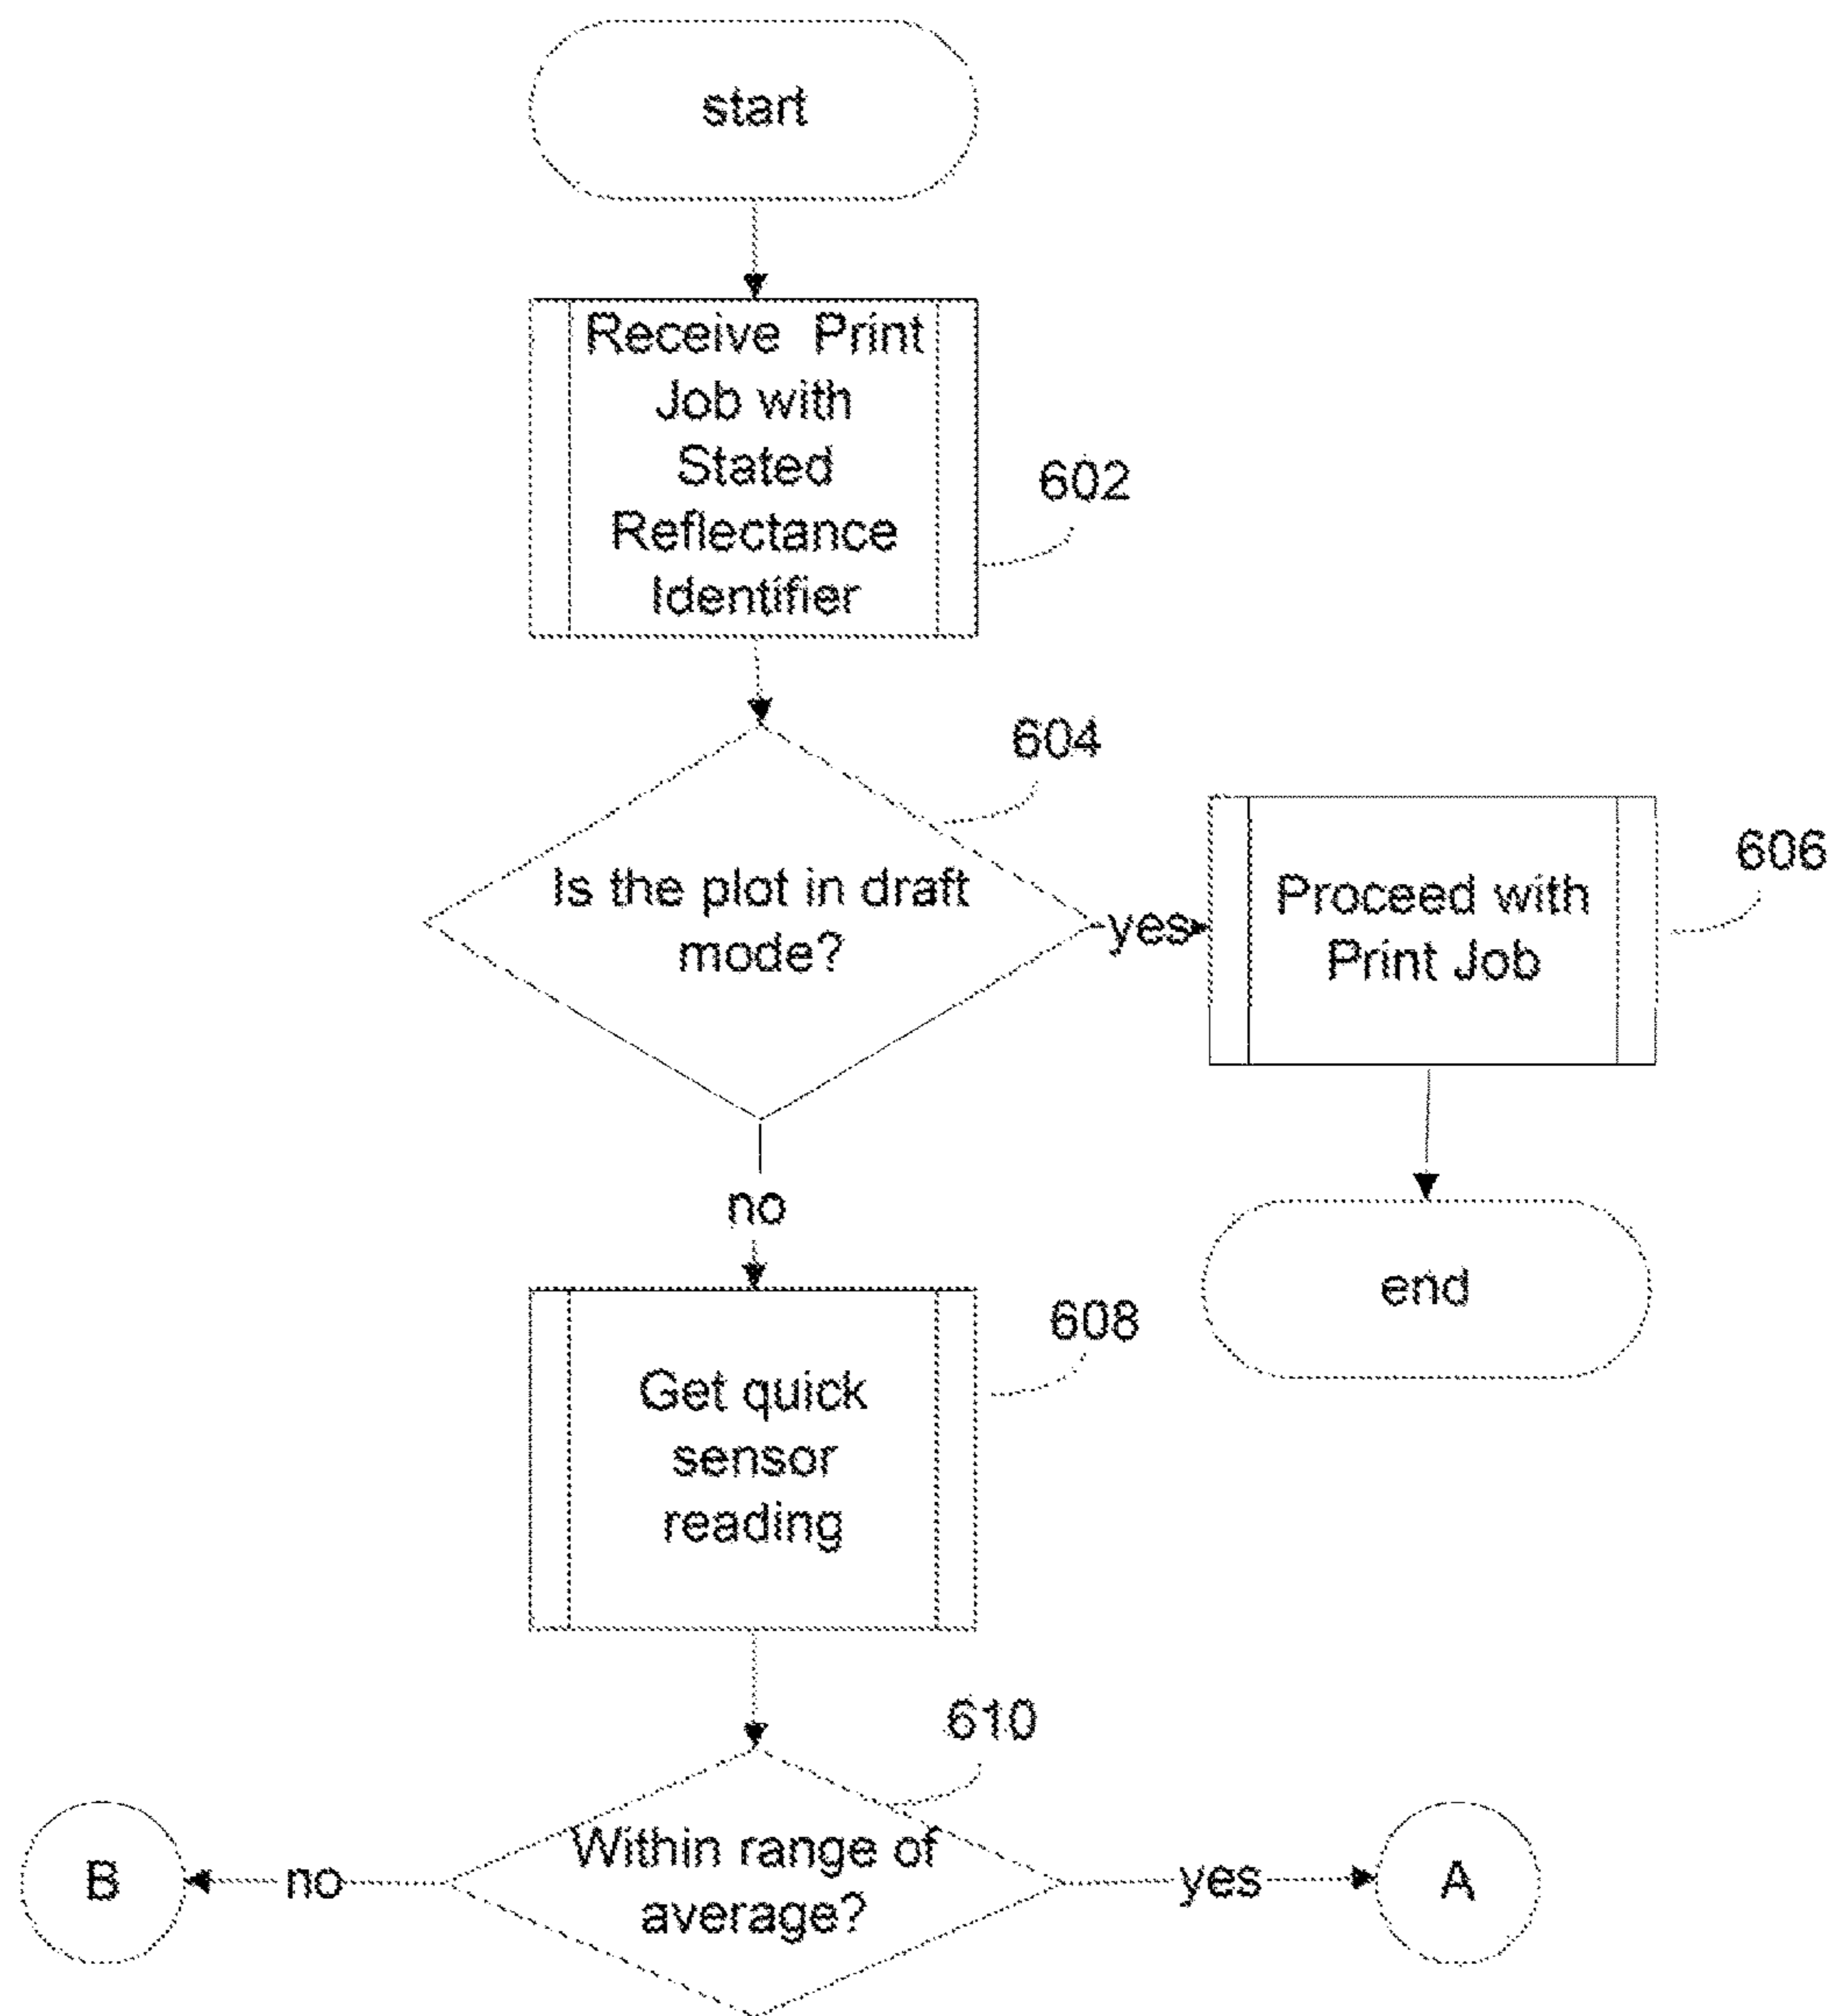 start
Receive Print
Job with
Stated
Reflectance
Identifier
602
604
Is the plot in draft
mode?
yes
Proceed with
Print Job
606
no
end
608
Get quick
sensor
reading
610
Within range of
average?
B
no
yes
A